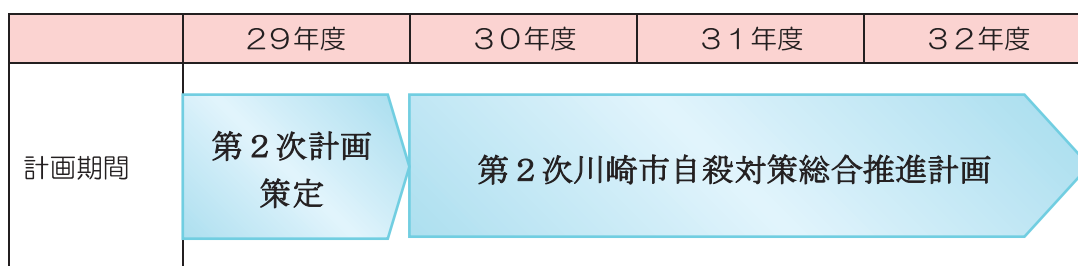 ２９年度
３０年度
３１年度
３２年度
計画期間
第２次計画
策定
第２次川崎市自殺対策総合推進計画